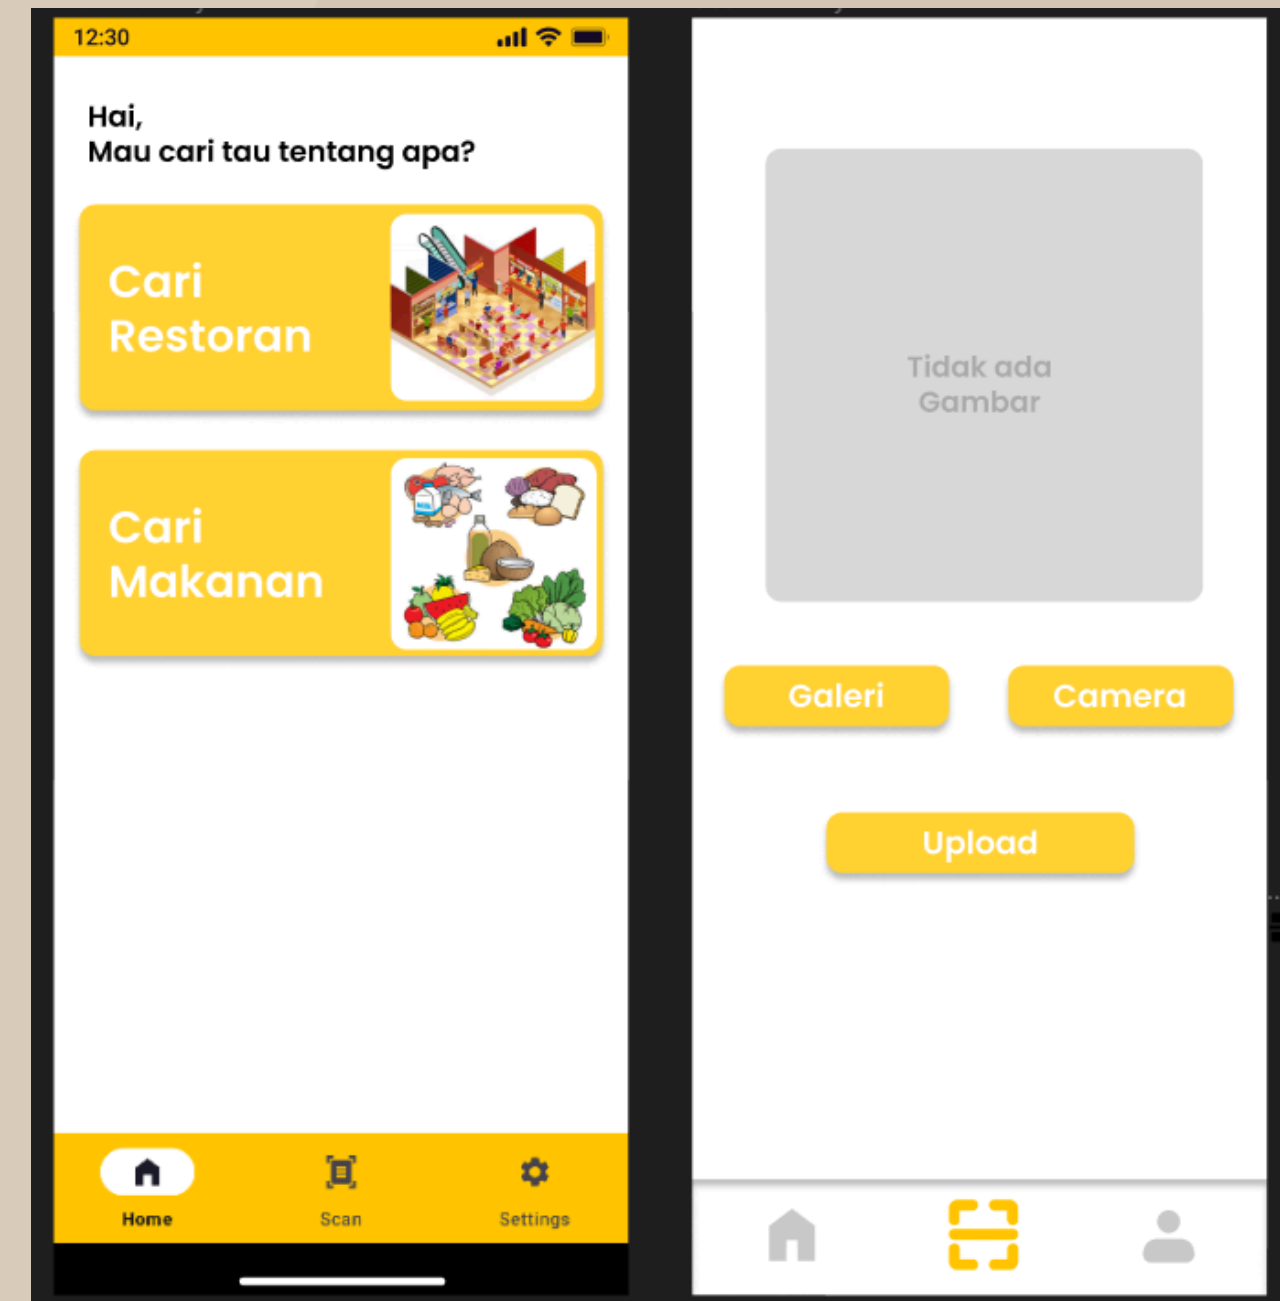 12:30
Hai,
Mau cari tau tentang apa?
Cari
Restoran
Cari
Makanan
Home
Scan
Settings
Tidak ada
Gambar
Galeri
Camera
Upload